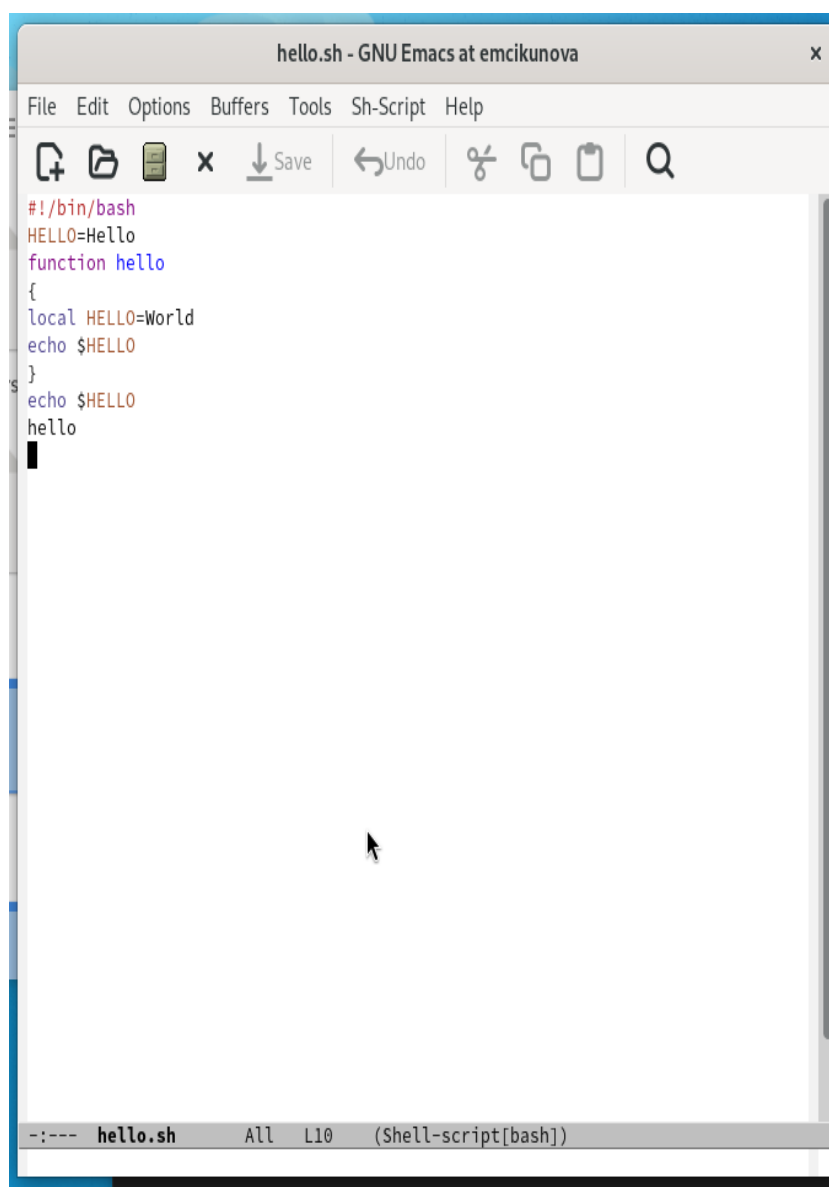 hello.sh - GNU Emacs at emcikunova
File Edit Options Buffers Tools Sh-Script Help
Save Undo
#!/bin/bash
HELLO=Hello
function hello
{
local HELLO=World
echo $HELLO
}
echo $HELLO
hello
-:--- hello.sh All L10 (Shell-script[bash])